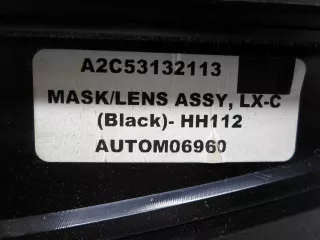 A2C53132113
MASK/LENS ASSY, LX-C
(Black)- HH112
AUTOM06960